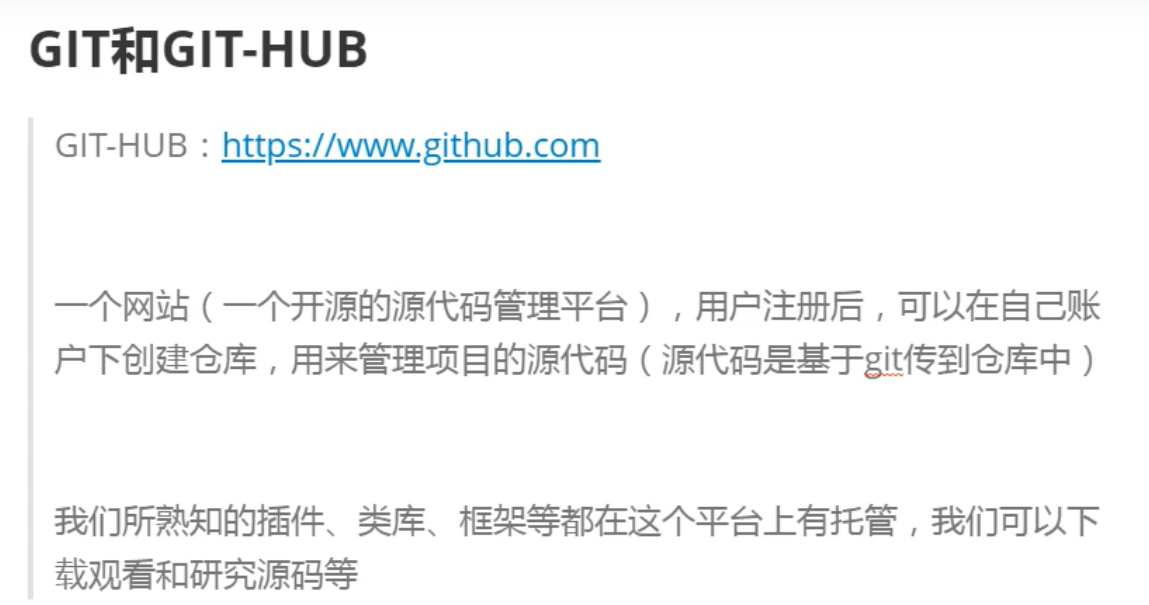 GIT和GIT-HUB
GIT-HUB：https://www.github.com
一个网站（一个开源的源代码管理平台），用户注册后，可以在自己账
户下创建仓库，用来管理项目的源代码（源代码是基于git传到仓库中）
我们所熟知的插件、类库、框架等都在这个平台上有托管，我们可以下
载观看和研究源码等